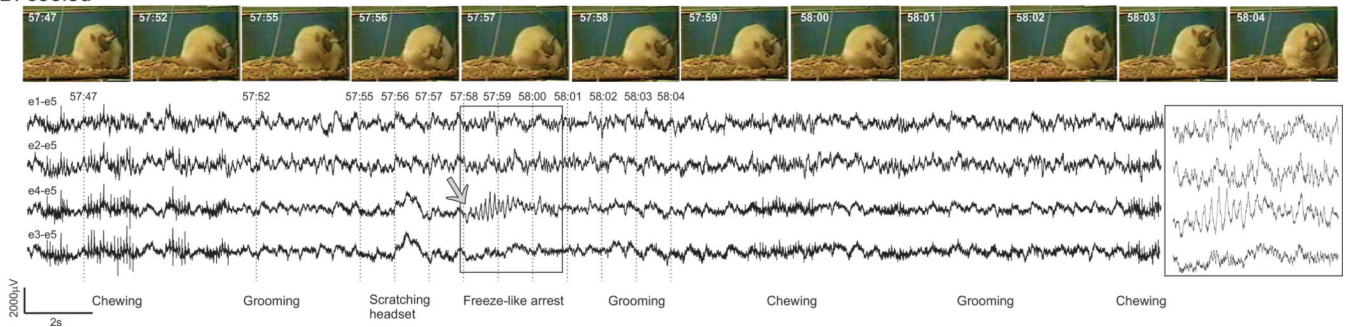 57:47 57:52 57:55 57:56 57:57 57:58 57:59 58:00 58:01 58:02 58:03 58:04
57:47 57:52 57:55 57:56 57:57 57:58 57:59 58:00 58:01 58:02 58:03 58:04
e1-e5
e2-e5
e4-e5
e3-e5
2000μV
2s
Chewing Grooming Scratching Freeze-like arrest Grooming Chewing Grooming Chewing
headset